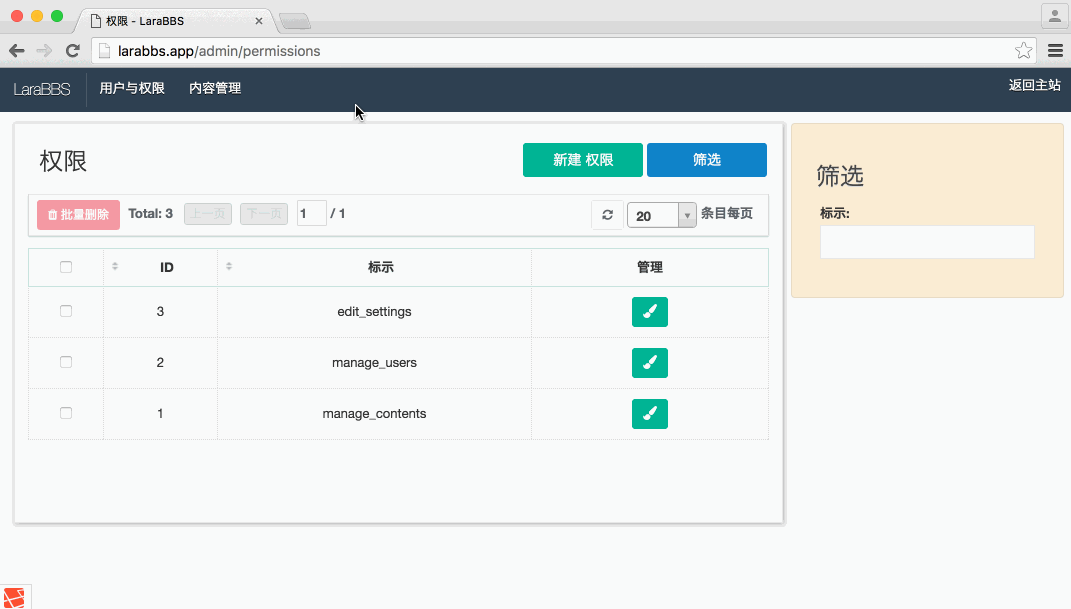 权限 - LaraBBS
larabbs.app/admin/permissions
LaraBBS 用户与权限 内容管理 返回主站
权限 新建 权限 筛选
批量删除 Total: 3 上一页 下一页 1 / 1 20 条目每页
ID 标示 管理
3 edit_settings
2 manage_users
1 manage_contents
筛选
标示: